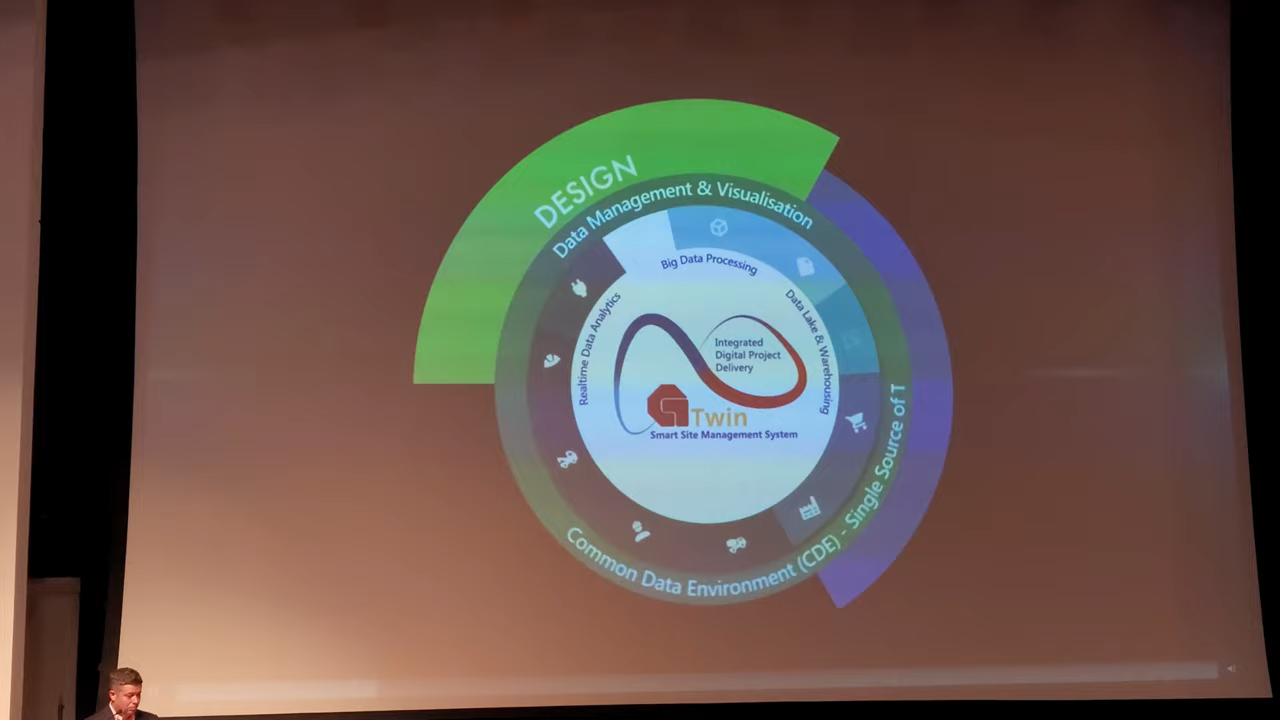 DESIGN
Data Management & Visualisation
Big Data Processing
Data Lake & Warehousing
Realtime Data Analytics
Integrated
Digital Project
Delivery
Twin
Smart Site Management System
Common Data Environment (CDE) - Single Source of T